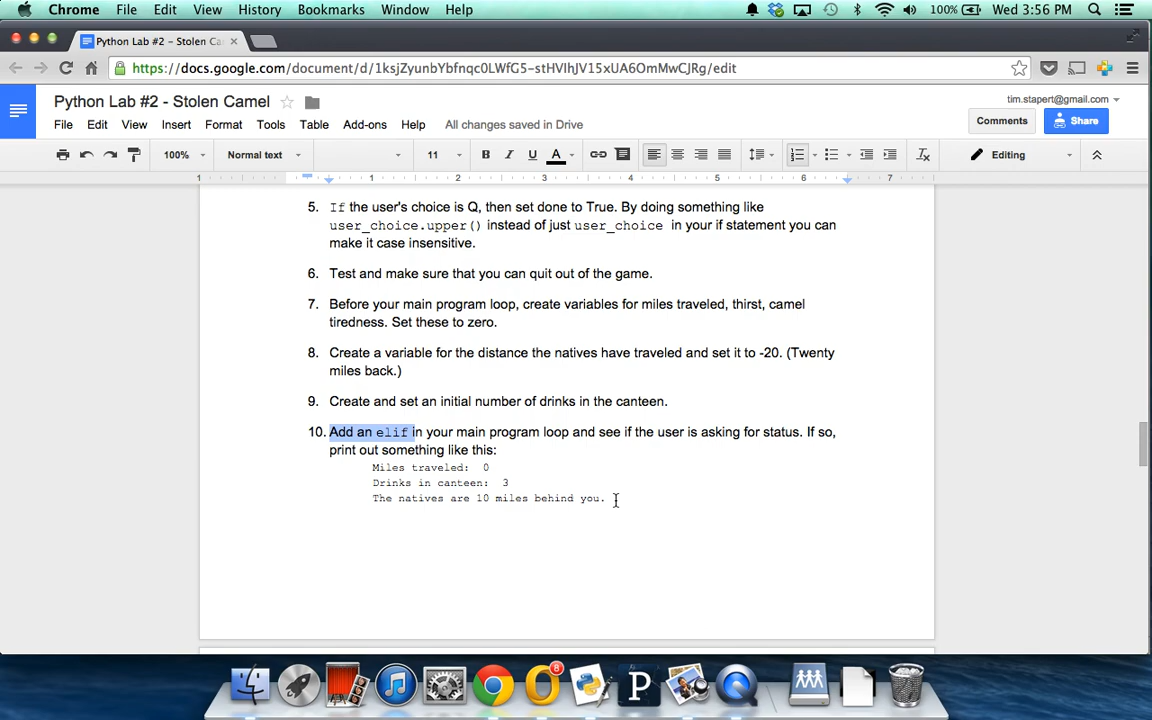 Chrome File Edit View History Bookmarks Window Help 100% Wed 3:56 PM
Python Lab #2 - Stolen Ca
https://docs.google.com/document/d/1ksjZyunbYbfnqc0LWfG5-stHVIhJV15xUA6OmMwCJRg/edit
Python Lab #2 - Stolen Camel
tim.stapert@gmail.com
File Edit View Insert Format Tools Table Add-ons Help All changes saved in Drive
Comments Share
100% Normal text 11 B I U A Editing
1 1 2 3 4 5 6 7
5. If the user's choice is Q, then set done to True. By doing something like
user_choice.upper() instead of just user_choice in your if statement you can
make it case insensitive.
6. Test and make sure that you can quit out of the game.
7. Before your main program loop, create variables for miles traveled, thirst, camel
tiredness. Set these to zero.
8. Create a variable for the distance the natives have traveled and set it to -20. (Twenty
miles back.)
9. Create and set an initial number of drinks in the canteen.
10. Add an elif in your main program loop and see if the user is asking for status. If so,
print out something like this:
Miles traveled: 0
Drinks in canteen: 3
The natives are 10 miles behind you.
8
P